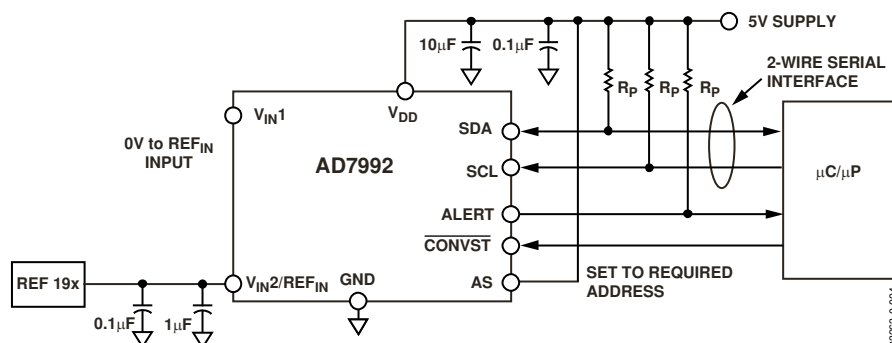 5V SUPPLY
10μF
0.1μF
2-WIRE SERIAL
INTERFACE
RP
RP
RP
VIN1
VDD
SDA
0V to REFIN
INPUT
AD7992
SCL
μC/μP
ALERT
CONVST
REF 19x
VIN2/REFIN
GND
AS
SET TO REQUIRED
ADDRESS
0.1μF
1μF